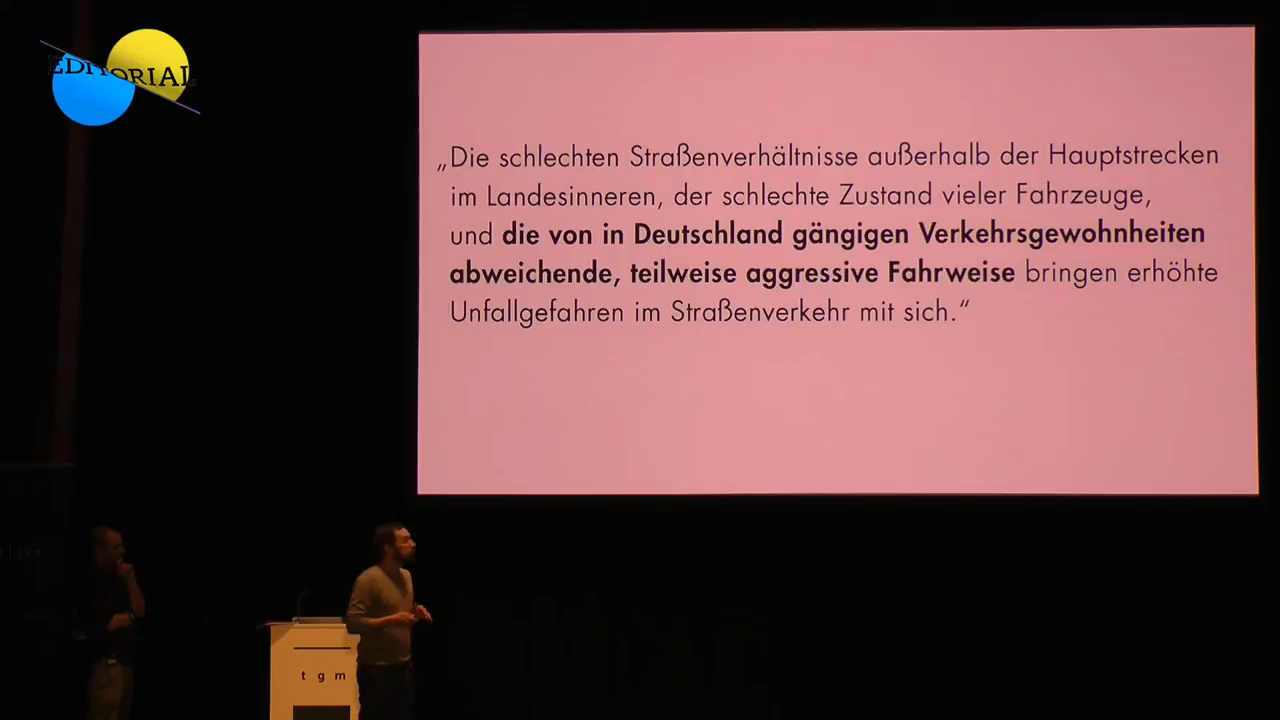 EDITORIAL
„Die schlechten Straßenverhältnisse außerhalb der Hauptstrecken
im Landesinneren, der schlechte Zustand vieler Fahrzeuge,
und die von in Deutschland gängigen Verkehrsgewohnheiten
abweichende, teilweise aggressive Fahrweise bringen erhöhte
Unfallgefahren im Straßenverkehr mit sich.“
tgm